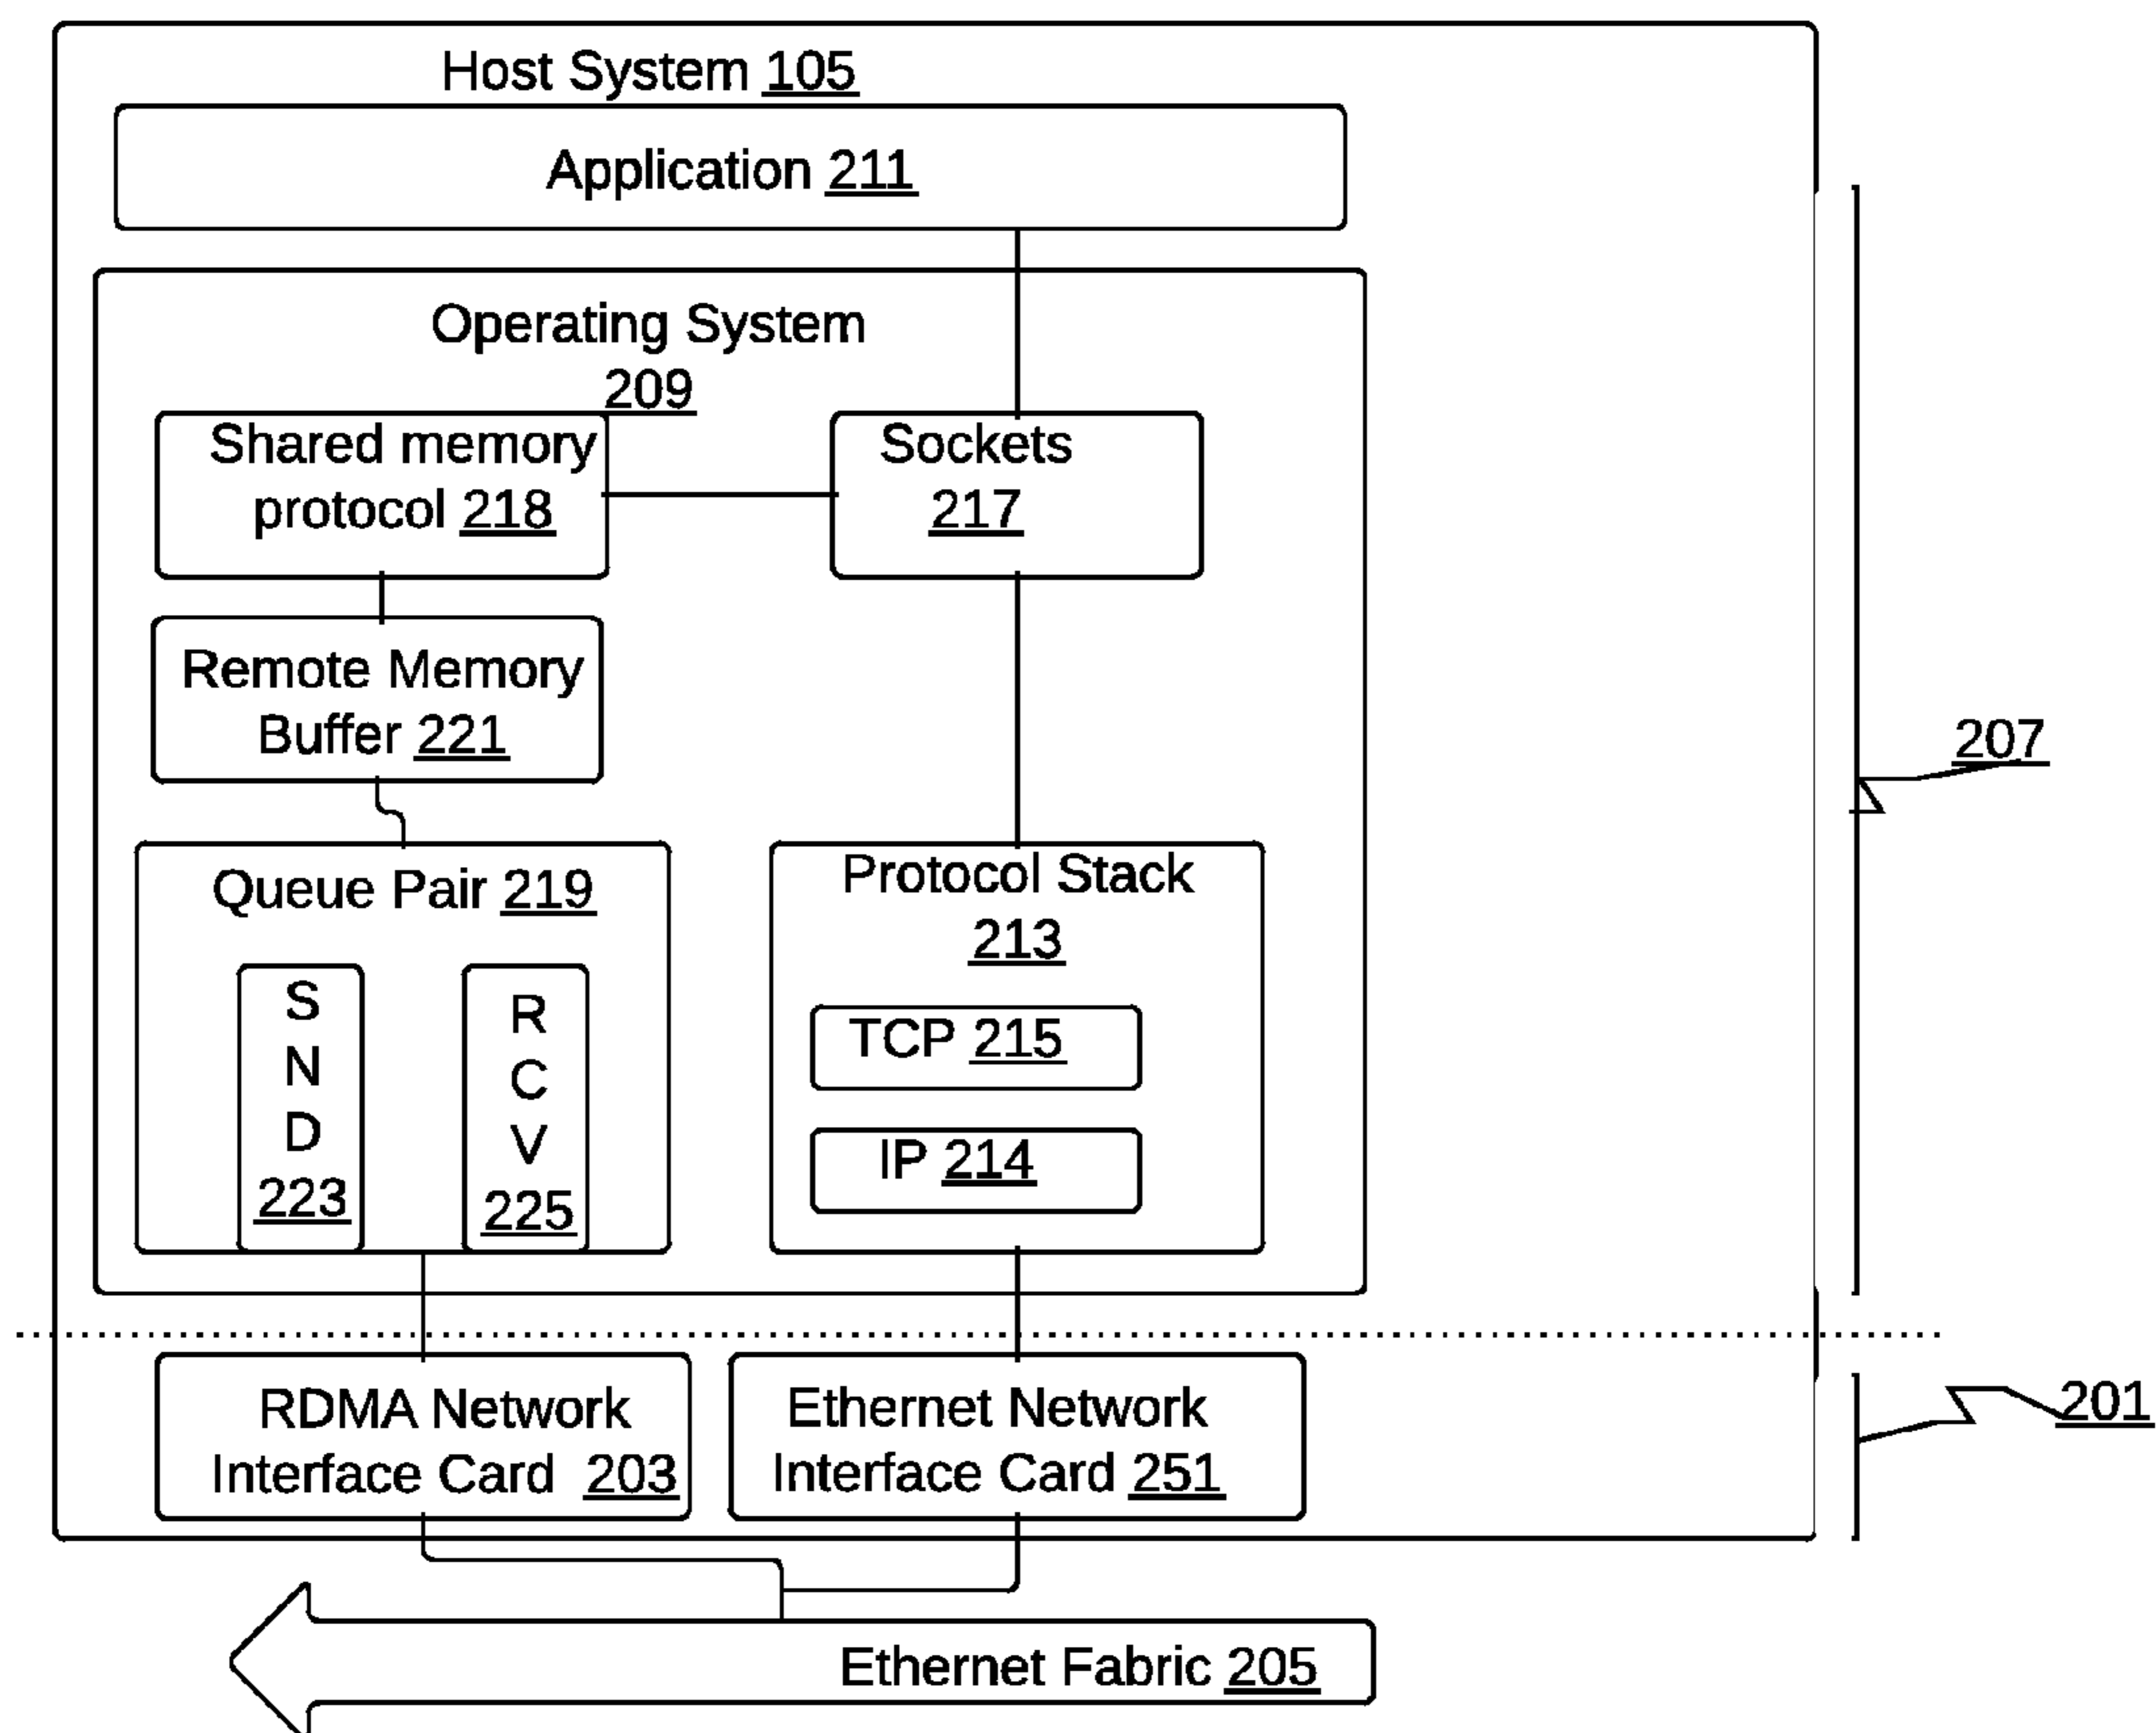 Host System 105
Application 211
Operating System
209
Shared memory
protocol 218
Sockets
217
Remote Memory
Buffer 221
207
Queue Pair 219
S
N
D
223
R
C
V
225
Protocol Stack
213
TCP 215
IP 214
RDMA Network
Interface Card 203
Ethernet Network
Interface Card 251
201
Ethernet Fabric 205